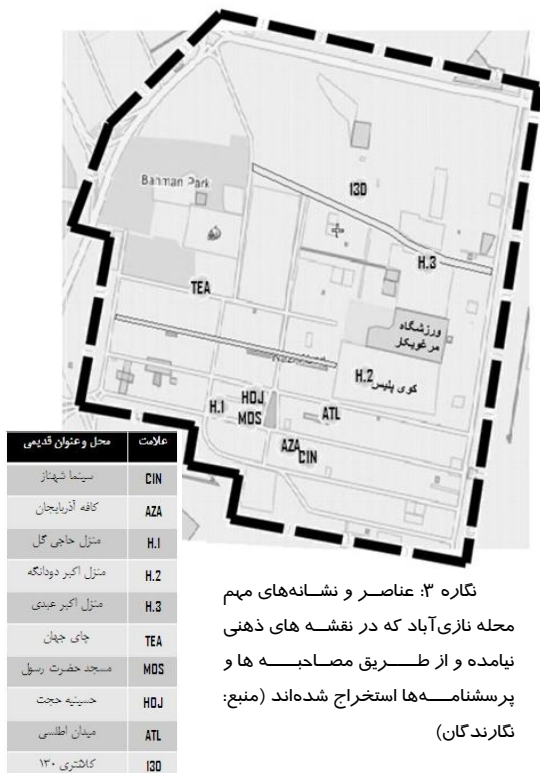 Bahman Park
130
H.3
TEA
ورزشگاه
مرغوبکار
کوی پلیس
H.2
H.1
HOJ
MOS
ATL
AZA
CIN
علامت	محل و عنوان قدیمی
CIN	سینما شهناز
AZA	کافه آذربایجان
H.1	منزل حاجی گل
H.2	منزل اکبر دودانگه
H.3	منزل اکبر عبدی
TEA	چای جهان
MOS	مسجد حضرت رسول
HOJ	حسینیه حجت
ATL	میدان اطلسی
130	کلانتری ۱۳۰
نگاره ۳: عناصر و نشانه‌های مهم
محله نازی‌آباد که در نقشه های ذهنی
نیامده و از طریق مصاحبه ها و
پرسشنامه‌ها استخراج شده‌اند (منبع:
نگارندگان)